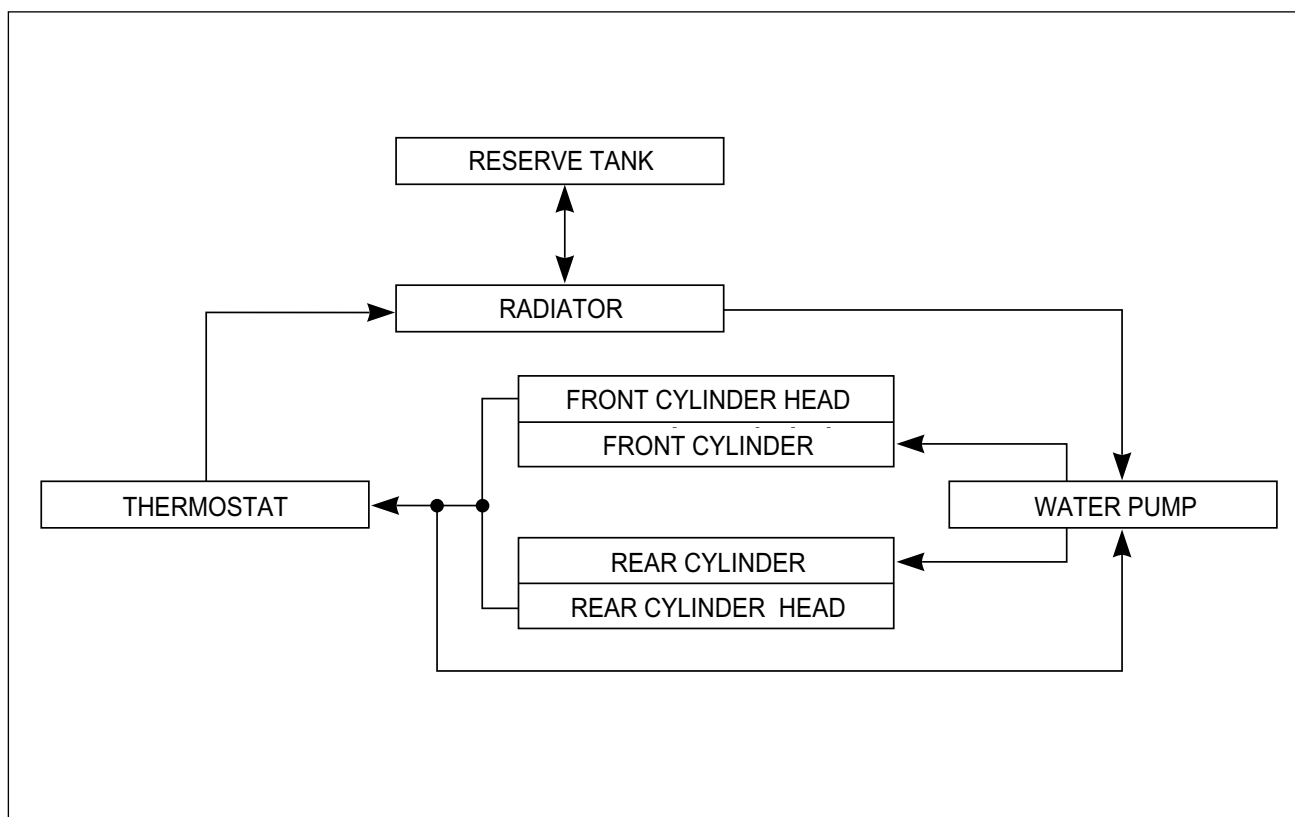 RESERVE TANK
RADIATOR
FRONT CYLINDER HEAD
FRONT CYLINDER
THERMOSTAT
WATER PUMP
REAR CYLINDER
REAR CYLINDER HEAD